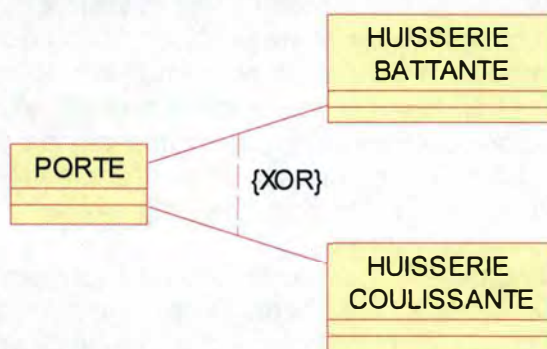 HUISSERIE
BATTANTE
PORTE
{XOR}
HUISSERIE
COULISSANTE